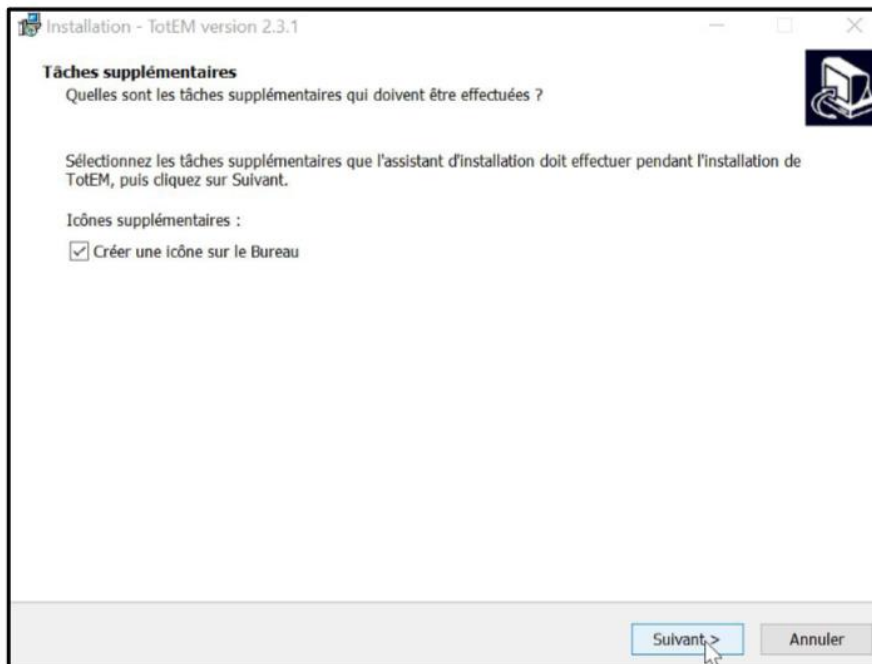 Installation - TotEM version 2.3.1
Tâches supplémentaires
Quelles sont les tâches supplémentaires qui doivent être effectuées ?
Sélectionnez les tâches supplémentaires que l'assistant d'installation doit effectuer pendant l'installation de
TotEM, puis cliquez sur Suivant.
Icônes supplémentaires :
Créer une icône sur le Bureau
Suivant >
Annuler